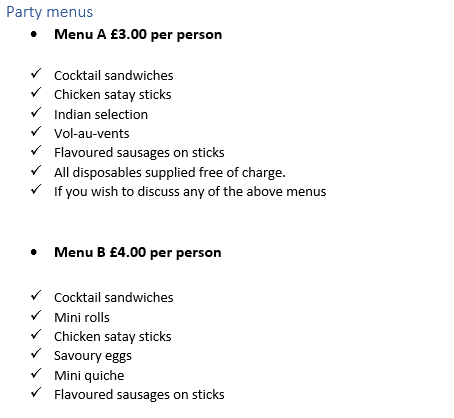 Party menus
• Menu A £3.00 per person
✓ Cocktail sandwiches
✓ Chicken satay sticks
✓ Indian selection
✓ Vol-au-vents
✓ Flavoured sausages on sticks
✓ All disposables supplied free of charge.
✓ If you wish to discuss any of the above menus
• Menu B £4.00 per person
✓ Cocktail sandwiches
✓ Mini rolls
✓ Chicken satay sticks
✓ Savoury eggs
✓ Mini quiche
✓ Flavoured sausages on sticks